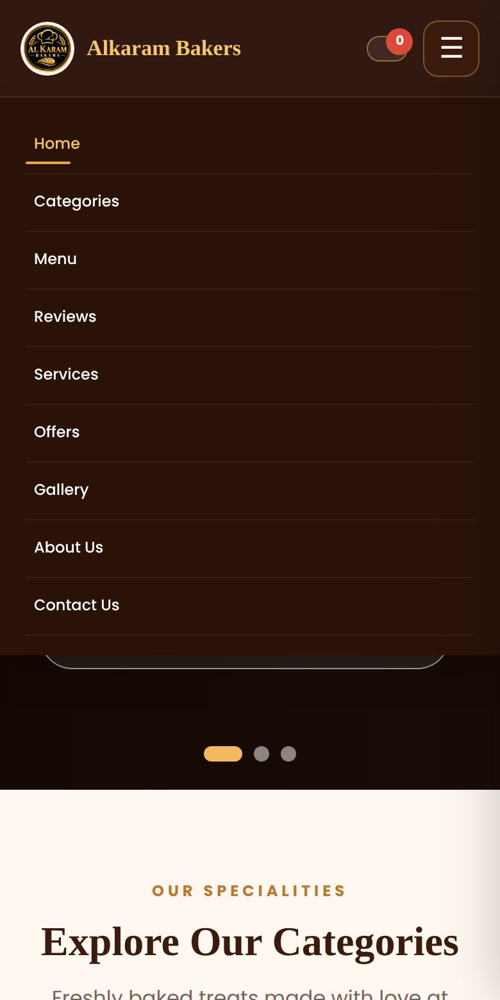 AL KARAM
BAKERS
Alkaram Bakers
0
Home
Categories
Menu
Reviews
Services
Offers
Gallery
About Us
Contact Us
OUR SPECIALITIES
Explore Our Categories
Freshly baked treats made with love at